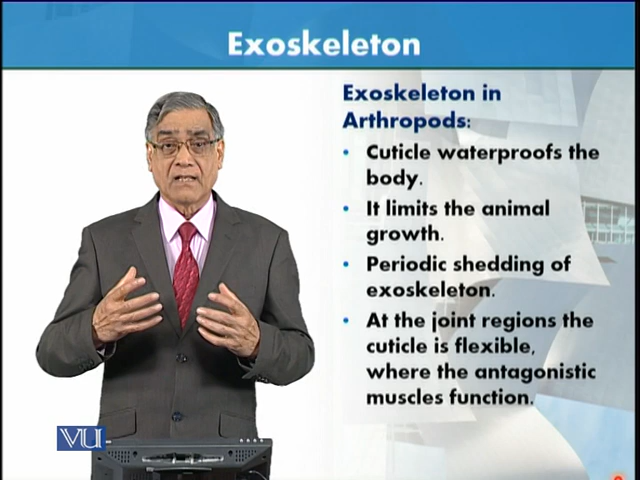 Exoskeleton
Exoskeleton in
Arthropods:
• Cuticle waterproofs the
body.
• It limits the animal
growth.
• Periodic shedding of
exoskeleton.
• At the joint regions the
cuticle is flexible,
where the antagonistic
muscles function.
VU